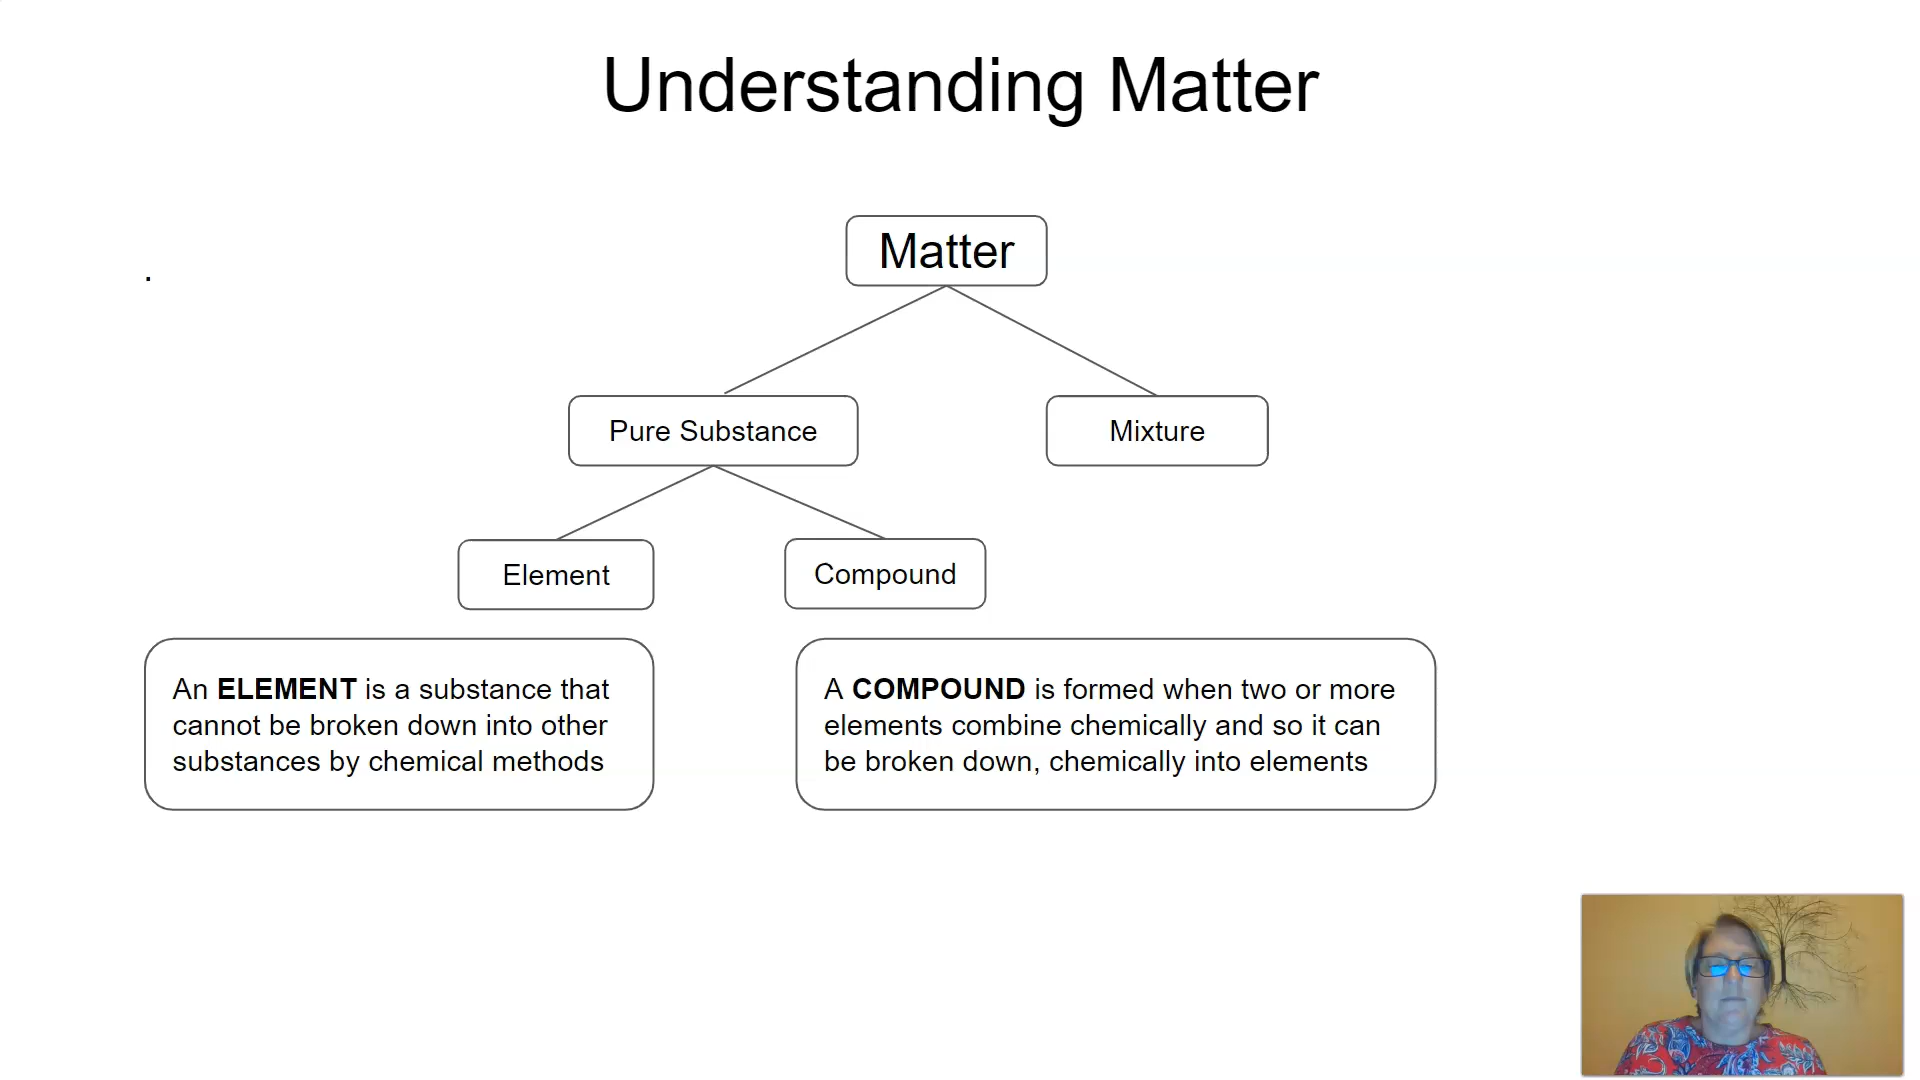 Understanding Matter
Matter
.
Pure Substance
Mixture
Element
Compound
An ELEMENT is a substance that
cannot be broken down into other
substances by chemical methods
A COMPOUND is formed when two or more
elements combine chemically and so it can
be broken down, chemically into elements